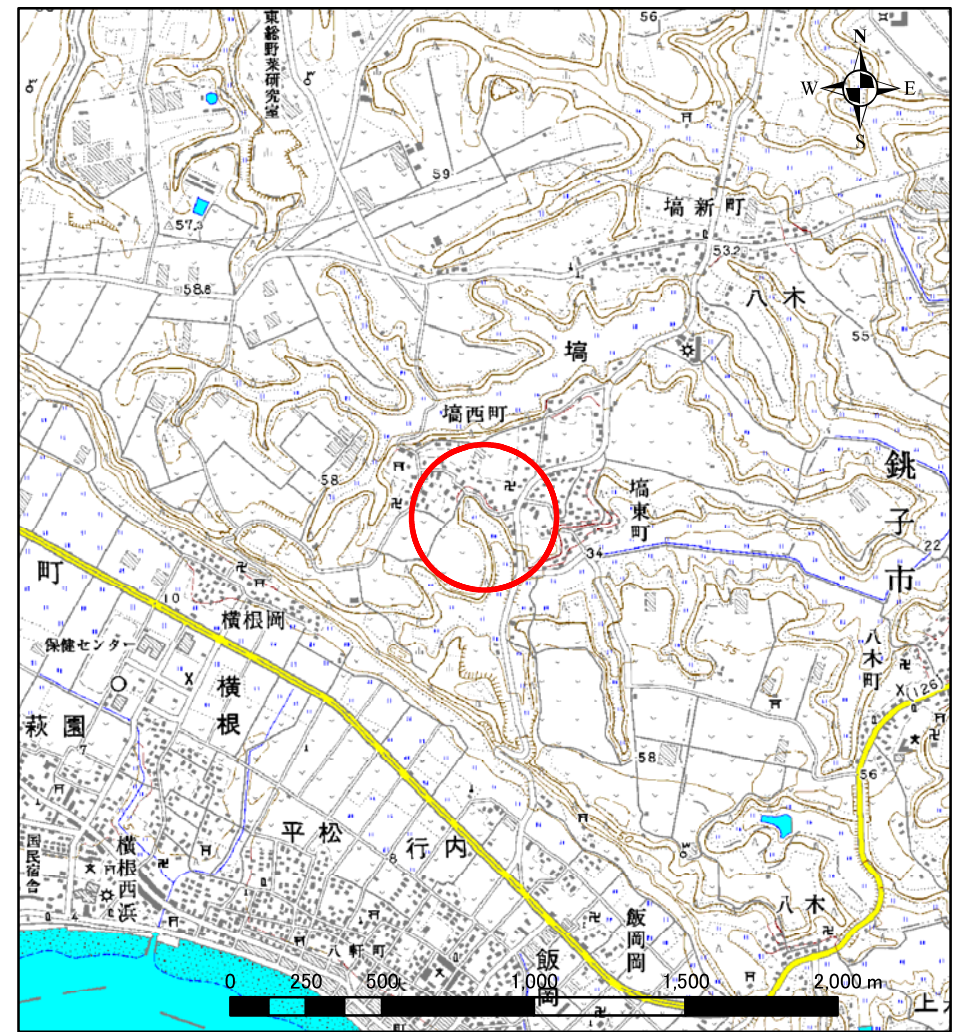 東総野菜研究室
56
N
W
E
S
59
塙新町
57.3
53.2
58.8
八木
55
塙
塙西町
58
塙東町
銚子市
34
22
町
10
横根岡
保健センター
横根
八木町
(126)
萩園
7
58
56
平松
行内
8
国民宿舎
横根西浜
八木
飯岡岡
八軒町
4
飯岡
上
0
250
500
1,000
1,500
2,000 m